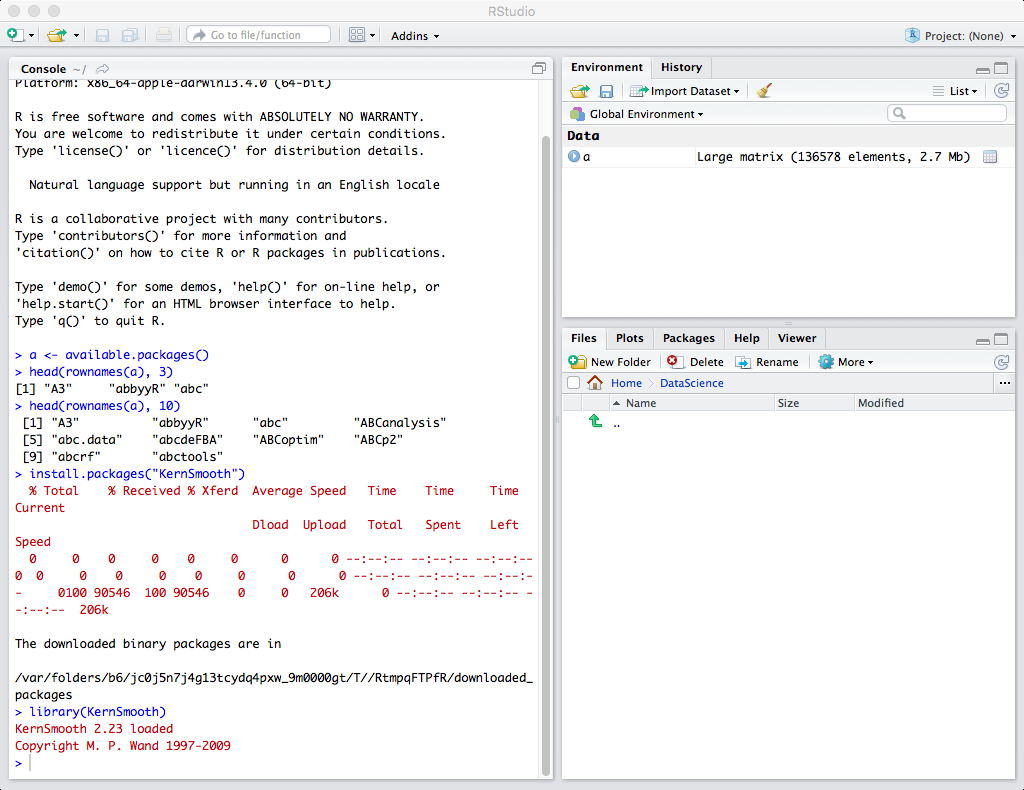 RStudio
Go to file/function
Addins
Project: (None)
Console ~/
Platform: x86_64-apple-darwin13.4.0 (64-bit)
R is free software and comes with ABSOLUTELY NO WARRANTY.
You are welcome to redistribute it under certain conditions.
Type 'license()' or 'licence()' for distribution details.
Natural language support but running in an English locale
R is a collaborative project with many contributors.
Type 'contributors()' for more information and
'citation()' on how to cite R or R packages in publications.
Type 'demo()' for some demos, 'help()' for on-line help, or
'help.start()' for an HTML browser interface to help.
Type 'q()' to quit R.
> a <- available.packages()
> head(rownames(a), 3)
[1] "A3"     "abbyyR" "abc"
> head(rownames(a), 10)
[1] "A3"          "abbyyR"      "abc"         "ABCanalysis"
[5] "abc.data"    "abcdeFBA"    "ABCoptim"    "ABCp2"
[9] "abcrf"       "abctools"
> install.packages("KernSmooth")
% Total    % Received % Xferd  Average Speed   Time    Time     Time
Current
Dload  Upload   Total   Spent    Left
Speed
0     0    0     0    0     0      0      0 --:--:-- --:--:-- --:--:--
0  0     0    0     0    0     0      0      0 --:--:-- --:--:-- --:--:-
-     0100 90546  100 90546    0     0   206k      0 --:--:-- --:--:-- -
-:--:--  206k
The downloaded binary packages are in
/var/folders/b6/jc0j5n7j4g13tcydq4pxw_9m0000gt/T//RtmpqFTPfR/downloaded_
packages
> library(KernSmooth)
KernSmooth 2.23 loaded
Copyright M. P. Wand 1997-2009
>
Environment History
Import Dataset List
Global Environment
Data
a Large matrix (136578 elements, 2.7 Mb)
Files Plots Packages Help Viewer
New Folder Delete Rename More
Home DataScience ...
Name Size Modified
..